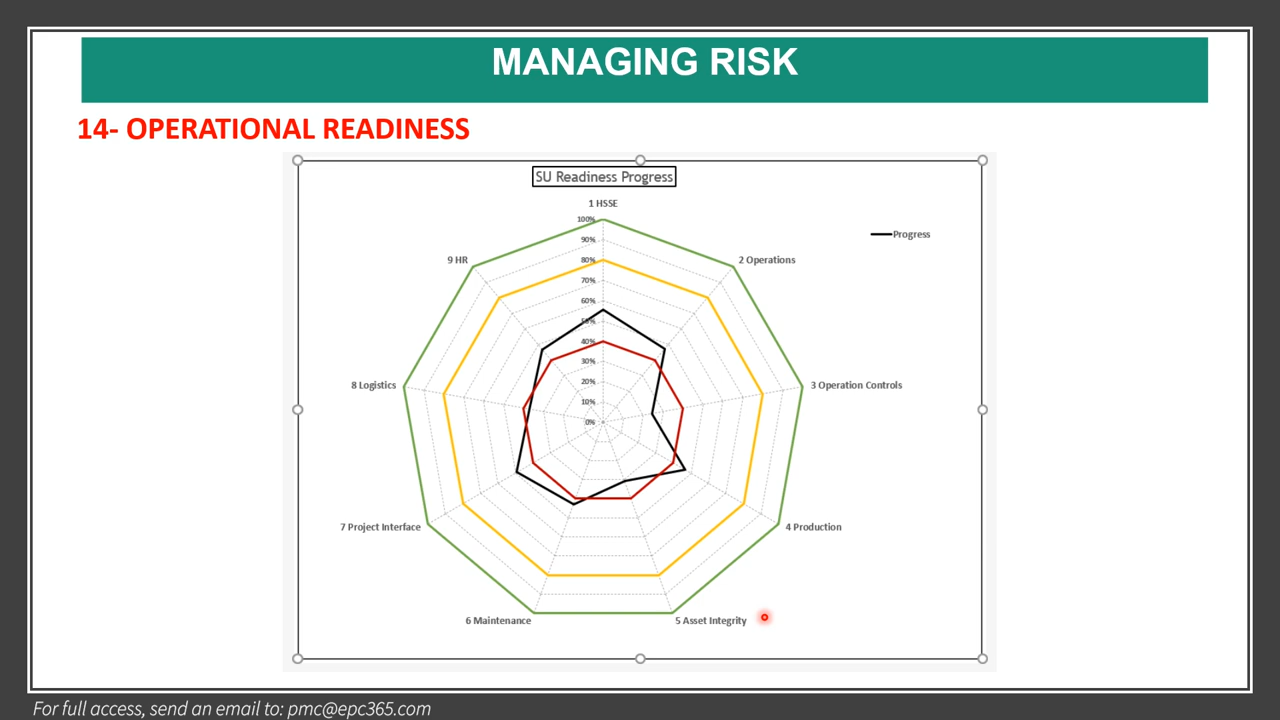 MANAGING RISK
14- OPERATIONAL READINESS
SU Readiness Progress
1 HSSE
100%
Progress
90%
9 HR
80%
2 Operations
70%
60%
50%
40%
30%
8 Logistics
20%
3 Operation Controls
10%
0%
7 Project Interface
4 Production
6 Maintenance
5 Asset Integrity
For full access, send an email to: pmc@epc365.com